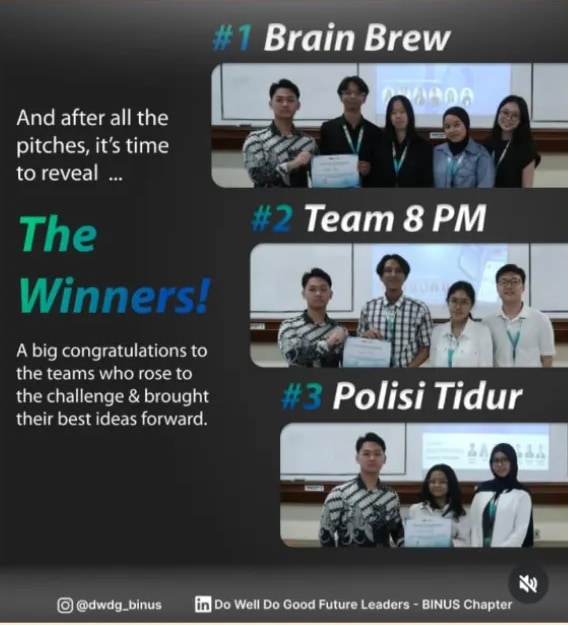 #1 Brain Brew
And after all the
pitches, it's time
to reveal ...
The
Winners!
A big congratulations to
the teams who rose to
the challenge & brought
their best ideas forward.
#2 Team 8 PM
#3 Polisi Tidur
@dwdg_binus
in Do Well Do Good Future Leaders - BINUS Chapter